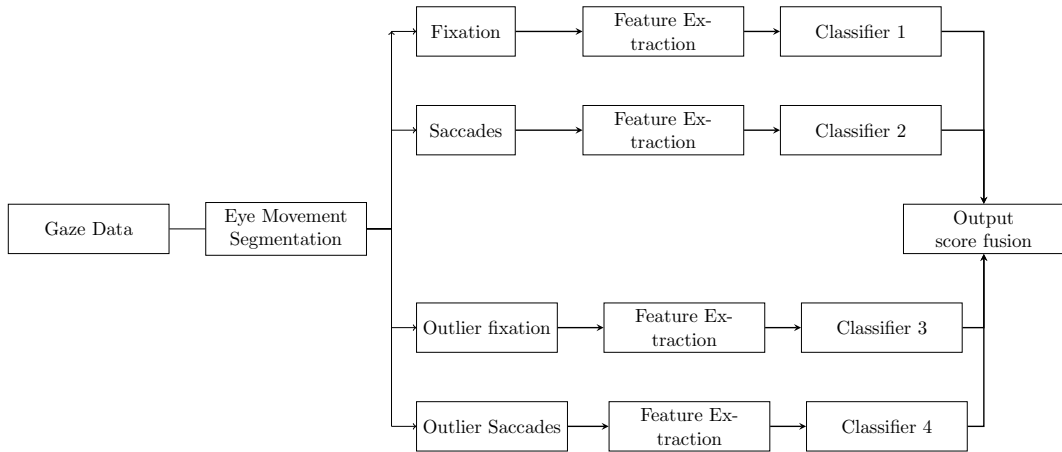 Fixation
Feature Ex-
traction
Classifier 1
Saccades
Feature Ex-
traction
Classifier 2
Gaze Data
Eye Movement
Segmentation
Output
score fusion
Outlier fixation
Feature Ex-
traction
Classifier 3
Outlier Saccades
Feature Ex-
traction
Classifier 4